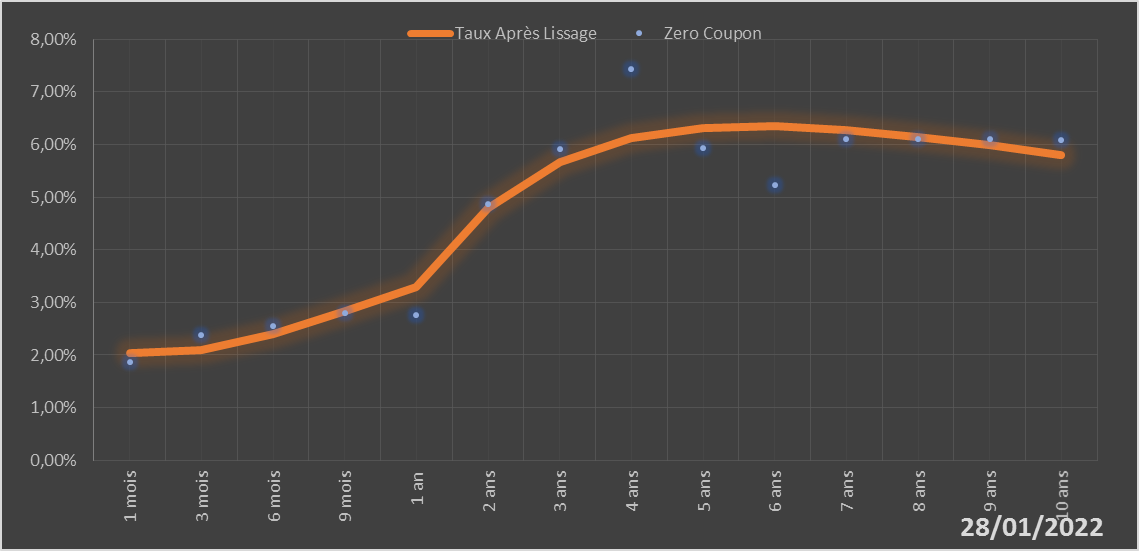 Taux Après Lissage Zero Coupon
8,00%
7,00%
6,00%
5,00%
4,00%
3,00%
2,00%
1,00%
0,00%
1 mois
3 mois
6 mois
9 mois
1 an
2 ans
3 ans
4 ans
5 ans
6 ans
7 ans
8 ans
9 ans
10 ans
28/01/2022